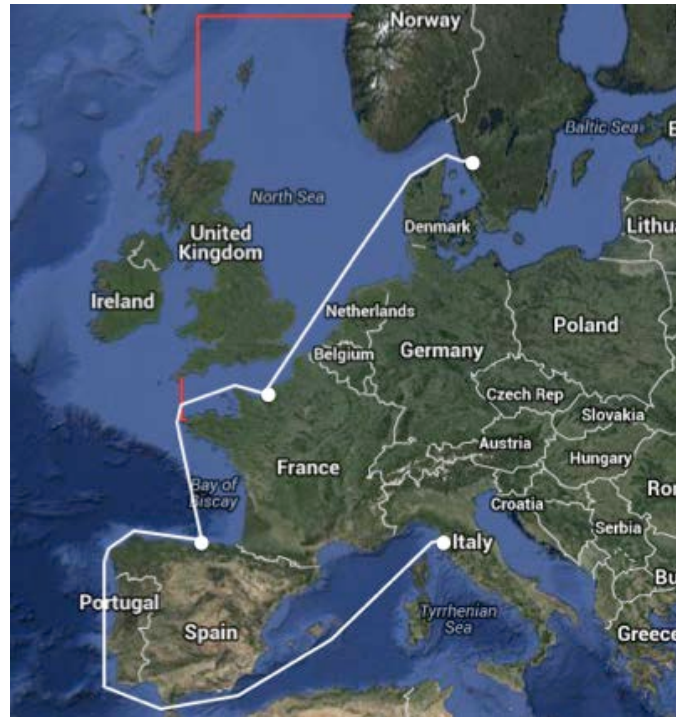 Norway
Baltic Sea
E
North Sea
United
Kingdom
Denmark
Lithua
Ireland
Netherlands
Poland
Belgium
Germany
Czech Rep
Slovakia
Austria
France
Hungary
Bay of
Biscay
Croatia
Ror
Serbia
Italy
Bu
Portugal
Spain
Tyrrhenian
Sea
Greece